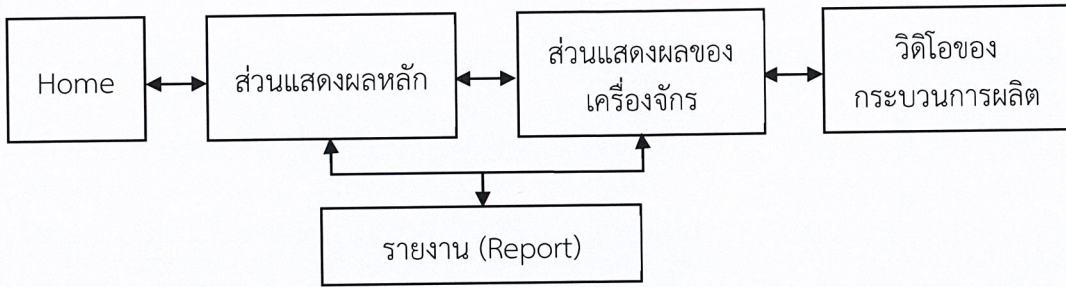 Home
ส่วนแสดงผลหลัก
ส่วนแสดงผลของ
เครื่องจักร
วิดิโอของ
กระบวนการผลิต
รายงาน (Report)